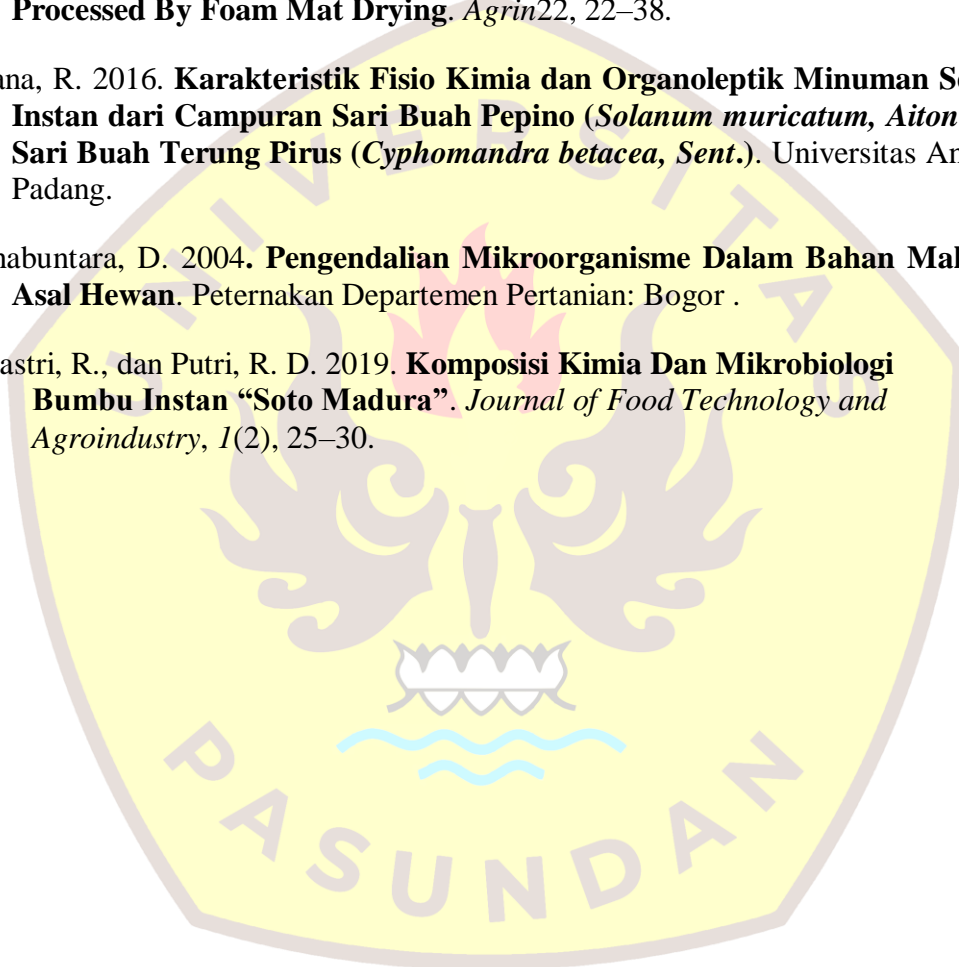 Processed By Foam Mat Drying. Agrin22, 22–38.
na, R. 2016. Karakteristik Fisio Kimia dan Organoleptik Minuman S
Instan dari Campuran Sari Buah Pepino (Solanum muricatum, Aiton
Sari Buah Terung Pirus (Cyphomandra betacea, Sent.). Universitas An
Padang.
abuntara, D. 2004. Pengendalian Mikroorganisme Dalam Bahan Mak
Asal Hewan. Peternakan Departemen Pertanian: Bogor .
astri, R., dan Putri, R. D. 2019. Komposisi Kimia Dan Mikrobiologi
Bumbu Instan “Soto Madura”. Journal of Food Technology and
Agroindustry, 1(2), 25–30.
UNIVERSITAS
PASUNDAN